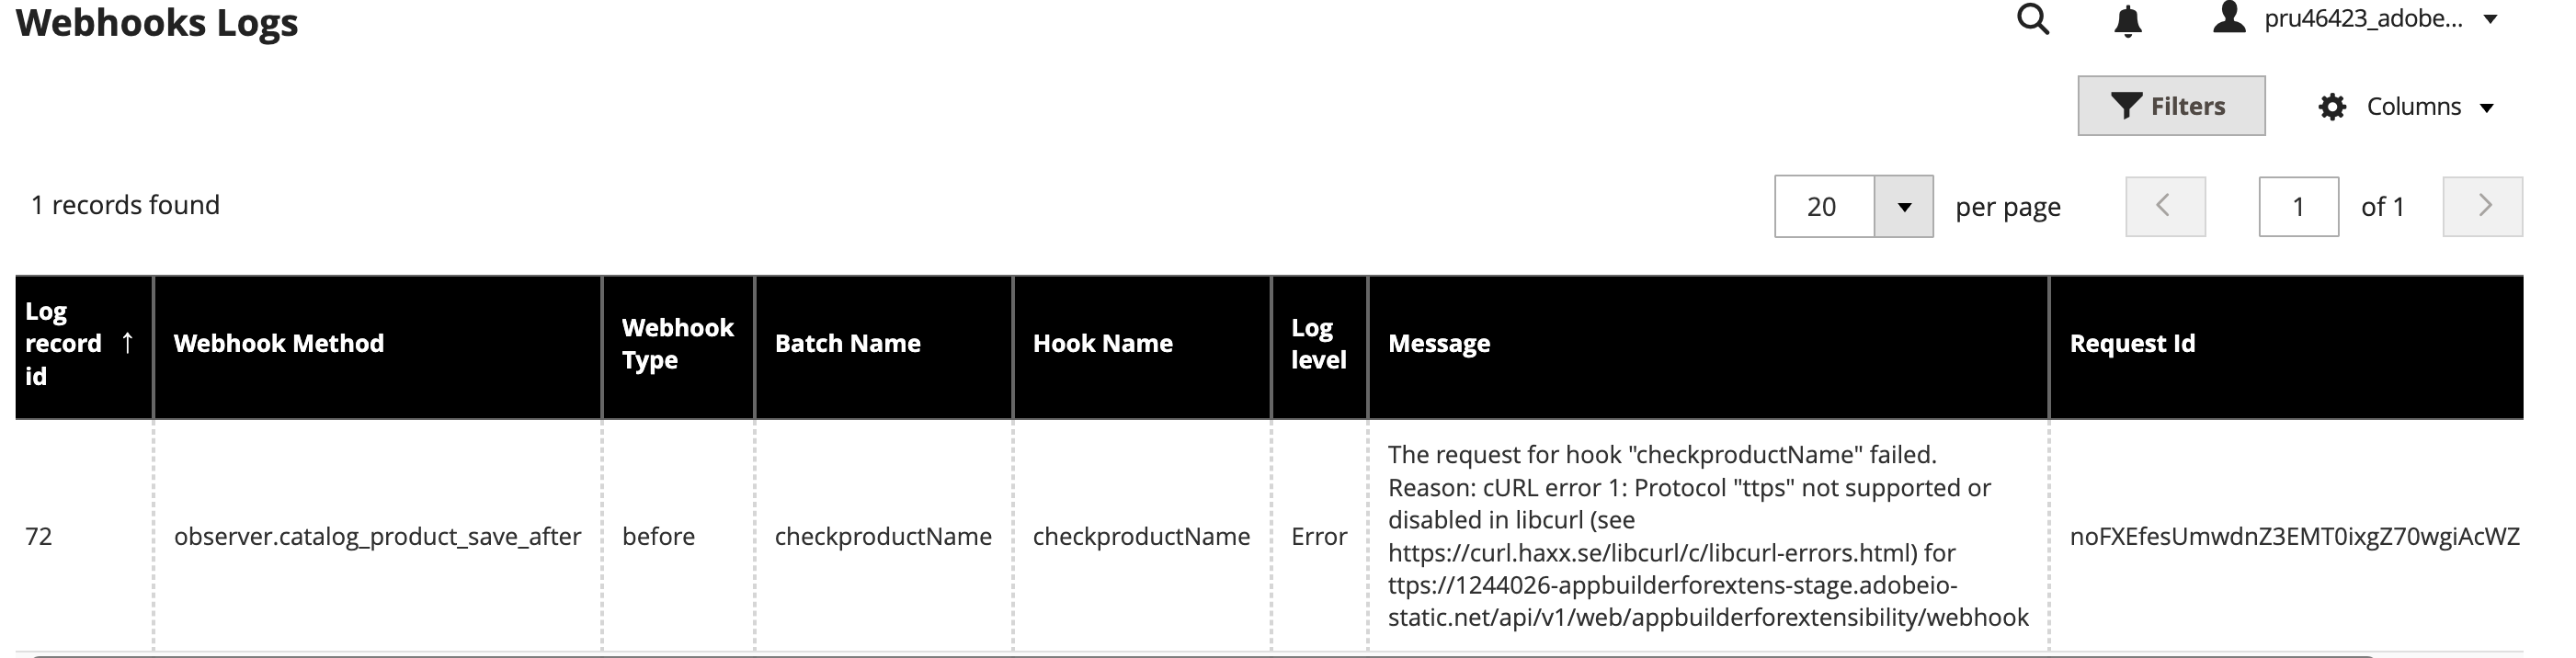 Webhooks Logs
pru46423_adobe...
Filters
Columns
1 records found
20
per page
1
of 1
Log
record ↑
id
Webhook Method
Webhook
Type
Batch Name
Hook Name
Log
level
Message
Request Id
72
observer.catalog_product_save_after
before
checkproductName
checkproductName
Error
The request for hook "checkproductName" failed.
Reason: cURL error 1: Protocol "ttps" not supported or
disabled in libcurl (see
https://curl.haxx.se/libcurl/c/libcurl-errors.html) for
ttps://1244026-appbuilderforextens-stage.adobeio-
static.net/api/v1/web/appbuilderforextensibility/webhook
noFXEfesUmwdnZ3EMT0ixgZ70wgiAcWZ